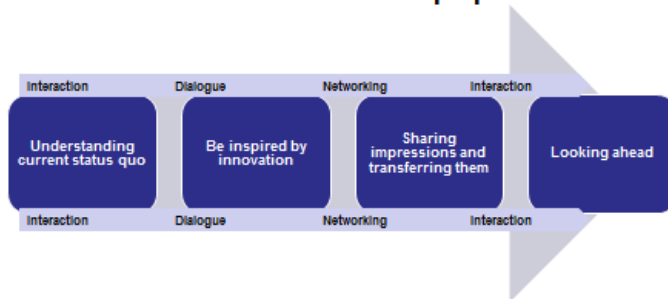 Interaction Dialogue Networking Interaction
Understanding
current status quo
Be inspired by
innovation
Sharing
impressions and
transferring them
Looking ahead
Interaction Dialogue Networking Interaction